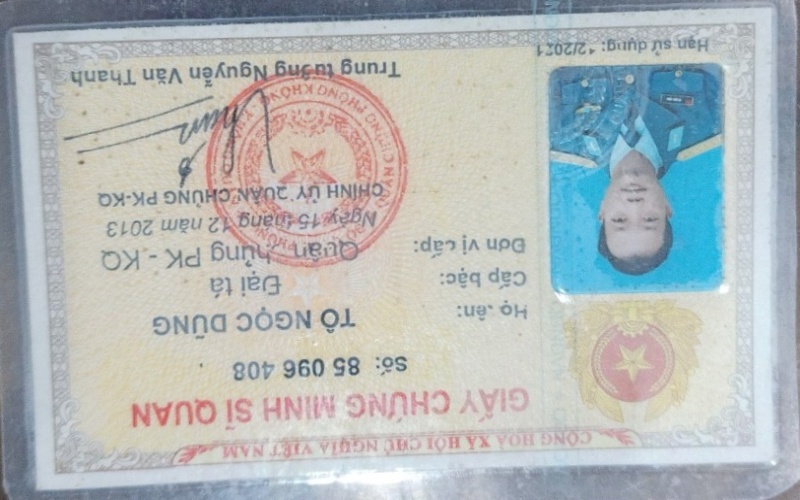 CỘNG HOÀ XÃ HỘI CHỦ NGHĨA VIỆT NAM
GIẤY CHỨNG MINH SĨ QUAN
Số: 85 096 408
Họ tên: TÔ NGỌC DŨNG
Cấp bậc: Đại tá
Đơn vị cấp: Quân chủng PK - KQ
Ngày 15 tháng 12 năm 2013
CHÍNH ỦY QUÂN CHỦNG PK-KQ
Trung tướng Nguyễn Văn Thanh
Hạn sử dụng: 12/2021